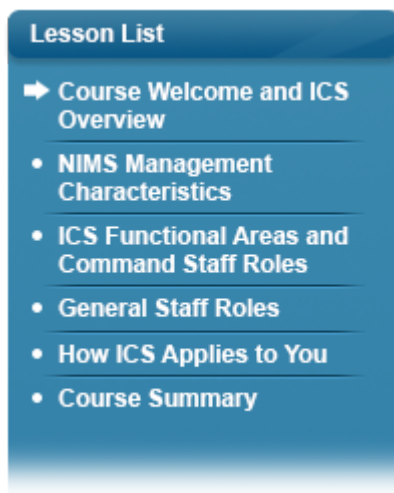 Lesson List
Course Welcome and ICS
Overview
NIMS Management
Characteristics
ICS Functional Areas and
Command Staff Roles
General Staff Roles
How ICS Applies to You
Course Summary